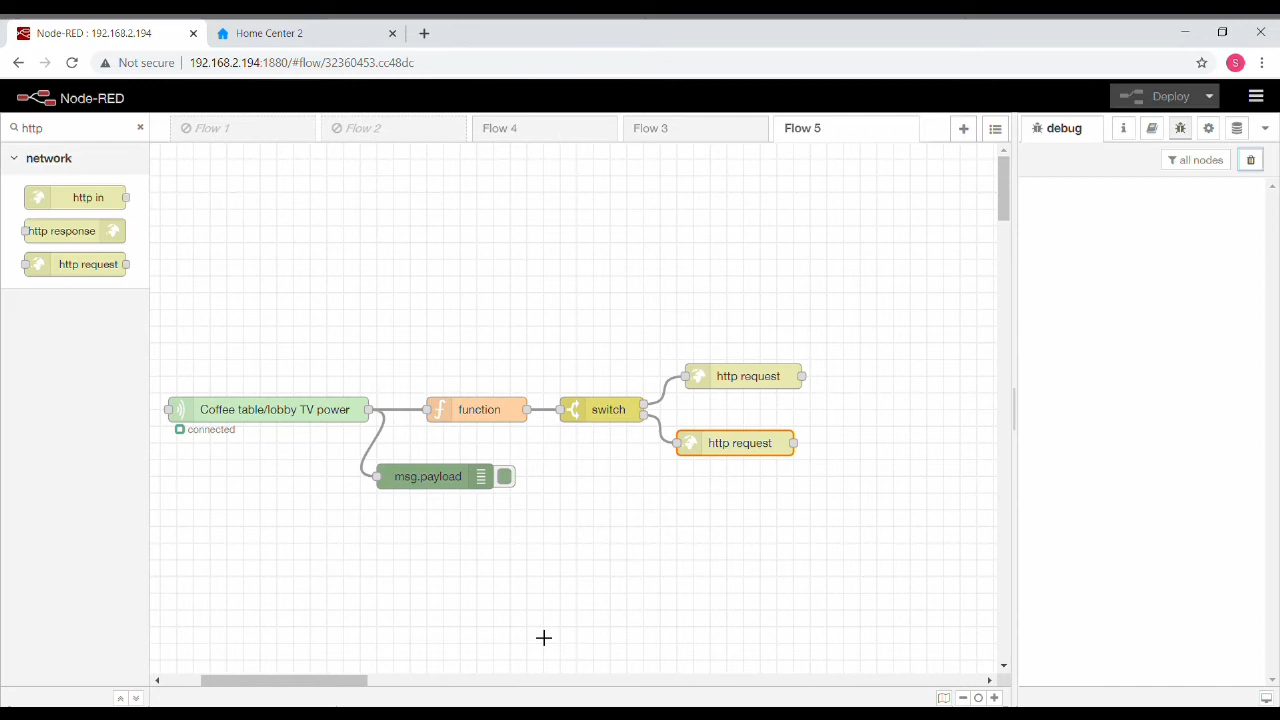 Node-RED : 192.168.2.194
Home Center 2
Not secure
192.168.2.194:1880/#flow/32360453.cc48dc
S
Node-RED
Deploy
http
Flow 1
Flow 2
Flow 4
Flow 3
Flow 5
debug
network
all nodes
http in
http response
http request
http request
Coffee table/lobby TV power
function
switch
connected
http request
msg.payload